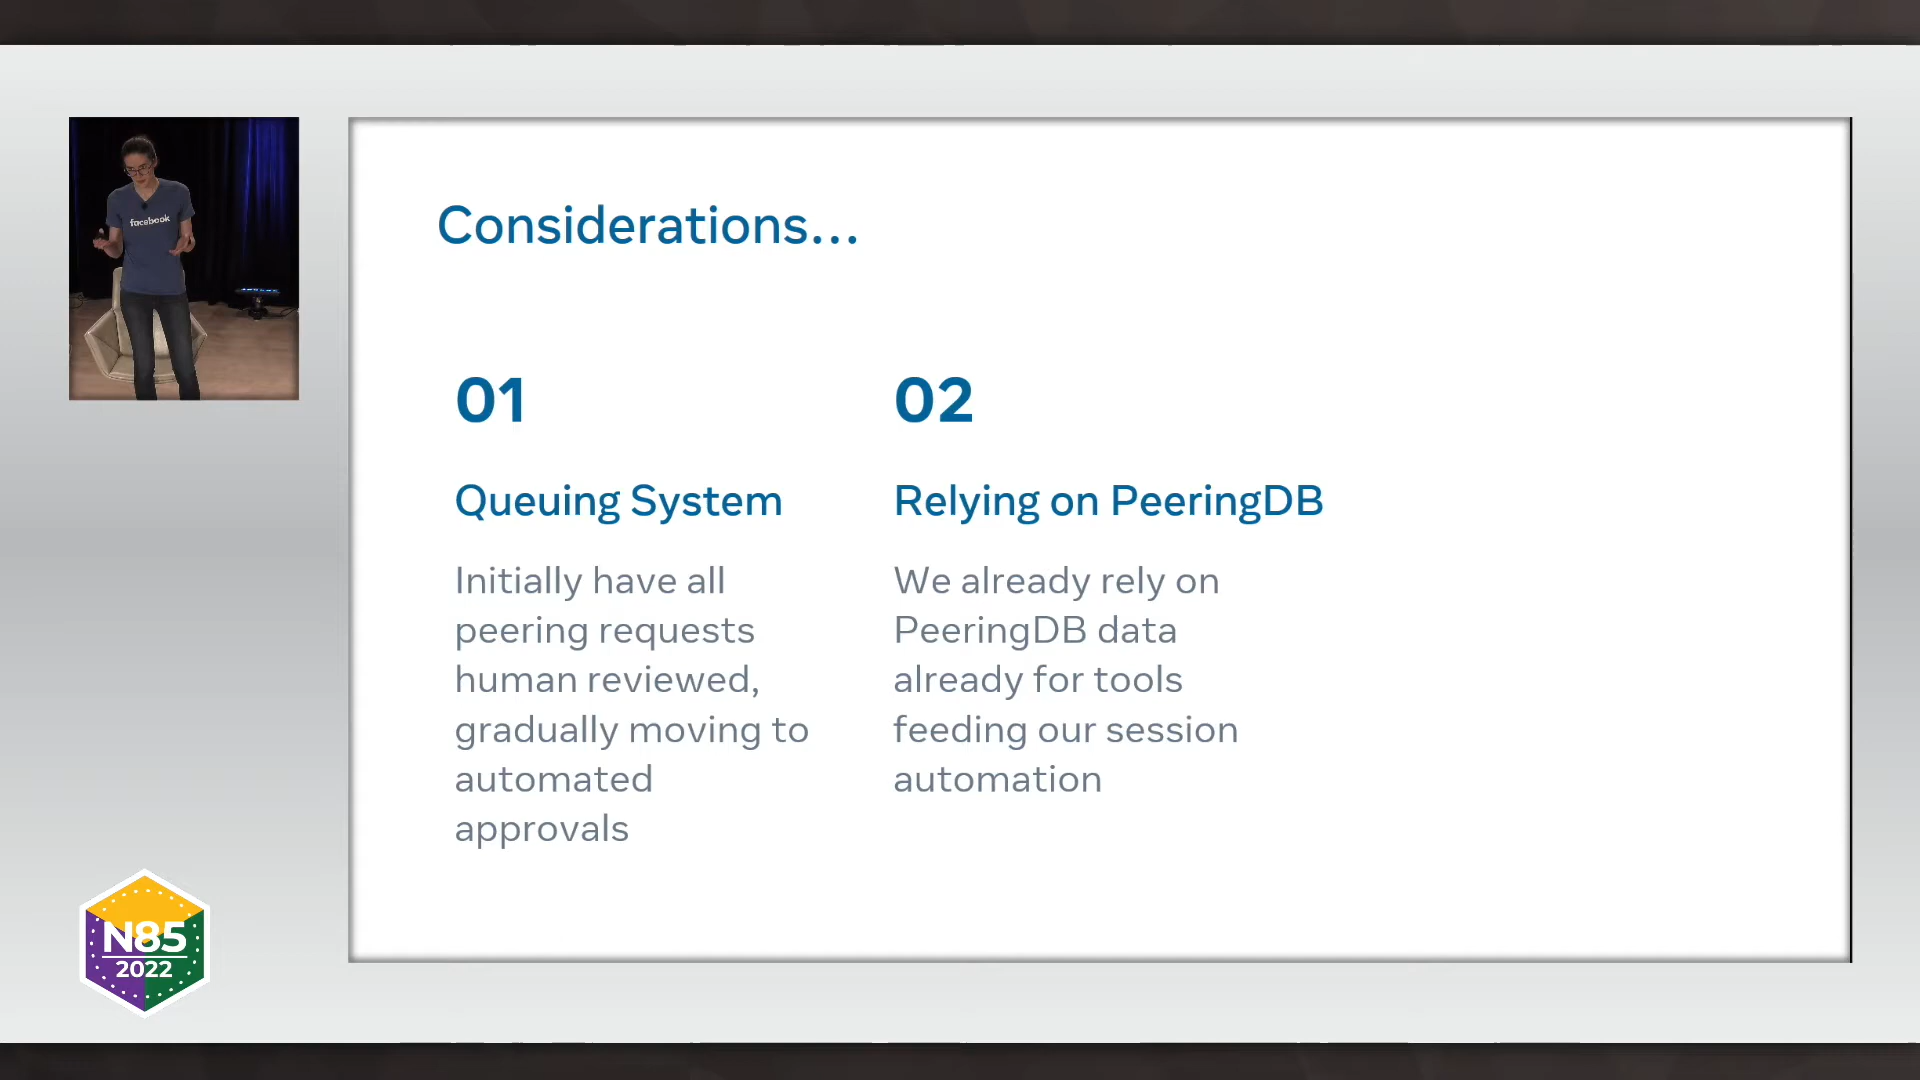 facebook
Considerations...
01
Queuing System
Initially have all
peering requests
human reviewed,
gradually moving to
automated
approvals
02
Relying on PeeringDB
We already rely on
PeeringDB data
already for tools
feeding our session
automation
N85
2022